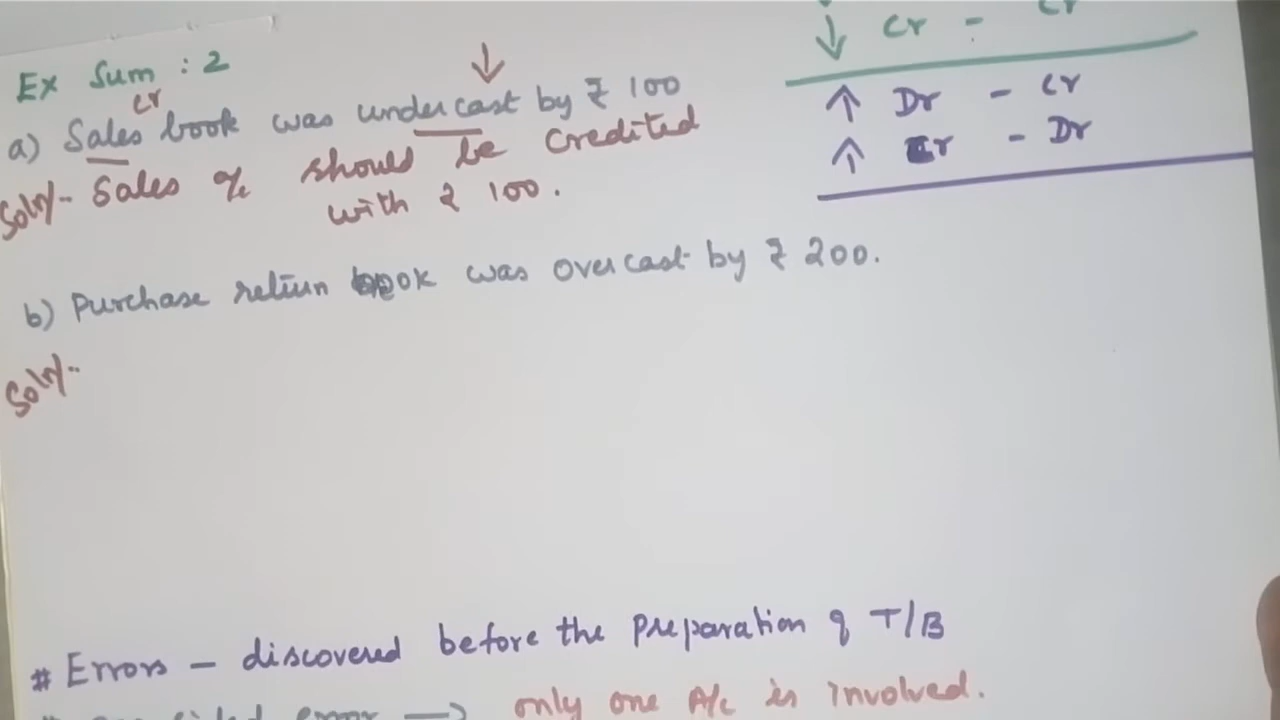 ↓ Cr - Cr
Ex Sum : 2
↑ Dr - Cr
↑ Cr - Dr
Cr ↓
a) Sales book was undercast by ₹ 100
Soln/- Sales a/c should be credited
with ₹ 100.
b) Purchase return book was overcast by ₹ 200.
Soln/-
# Errors - discovered before the preparation of T/B
error → only one A/c is involved.